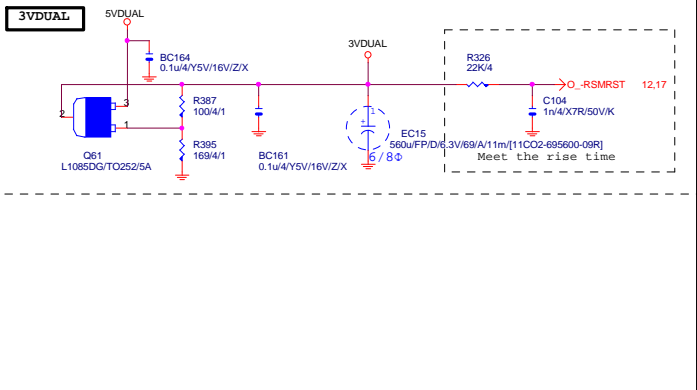 3VDUAL
5VDUAL
BC164
0.1u/4/Y5V/16V/Z/X
3VDUAL
R326
22K/4
O_-RSMRST 12,17
C104
1n/4/X7R/50V/K
3
2
1
R387
100/4/1
R395
169/4/1
1
+
EC15
560u/FP/D/6.3V/69/A/11m/[11CO2-695600-09R]
6/8Φ
Meet the rise time
Q61
L1085DG/TO252/5A
BC161
0.1u/4/Y5V/16V/Z/X